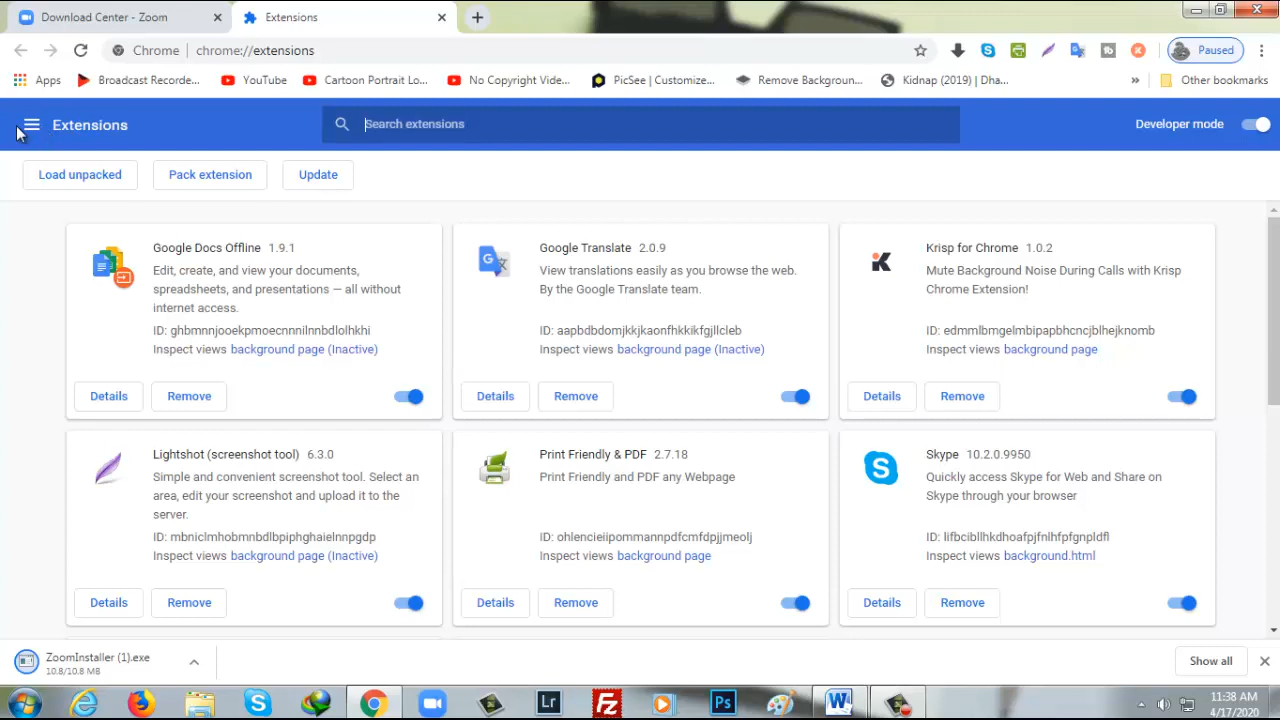 Download Center - Zoom
Extensions
Chrome
chrome://extensions
Paused
Apps
Broadcast Recorde...
YouTube
Cartoon Portrait Lo...
No Copyright Vide...
PicSee | Customize...
Remove Backgroun...
Kidnap (2019) | Dha...
»
Other bookmarks
Extensions
Search extensions
Developer mode
Load unpacked
Pack extension
Update
Google Docs Offline 1.9.1
Edit, create, and view your documents,
spreadsheets, and presentations — all without
internet access.
ID: ghbmnnjooekpmoecnnnilnnbdlolhkhi
Inspect views background page (Inactive)
Details
Remove
Google Translate 2.0.9
View translations easily as you browse the web.
By the Google Translate team.
ID: aapbdbdomjkkjkaonfhkkikfgjllcleb
Inspect views background page (Inactive)
Details
Remove
Krisp for Chrome 1.0.2
Mute Background Noise During Calls with Krisp
Chrome Extension!
ID: edmmlbmgelmbipapbhcncjblhejknomb
Inspect views background page
Details
Remove
Lightshot (screenshot tool) 6.3.0
Simple and convenient screenshot tool. Select an
area, edit your screenshot and upload it to the
server.
ID: mbniclmhobmnbdlbpiphghaielnnpgdp
Inspect views background page (Inactive)
Details
Remove
Print Friendly & PDF 2.7.18
Print Friendly and PDF any Webpage
ID: ohlencieiipommannpdfcmfdpjjmeolj
Inspect views background page
Details
Remove
Skype 10.2.0.9950
Quickly access Skype for Web and Share on
Skype through your browser
ID: lifbcibllhkdhoafpjfnlhfpfgnpldfl
Inspect views background.html
Details
Remove
ZoomInstaller (1).exe
10.8/10.8 MB
Show all
Lr
Fz
Ps
W
11:38 AM
4/17/2020